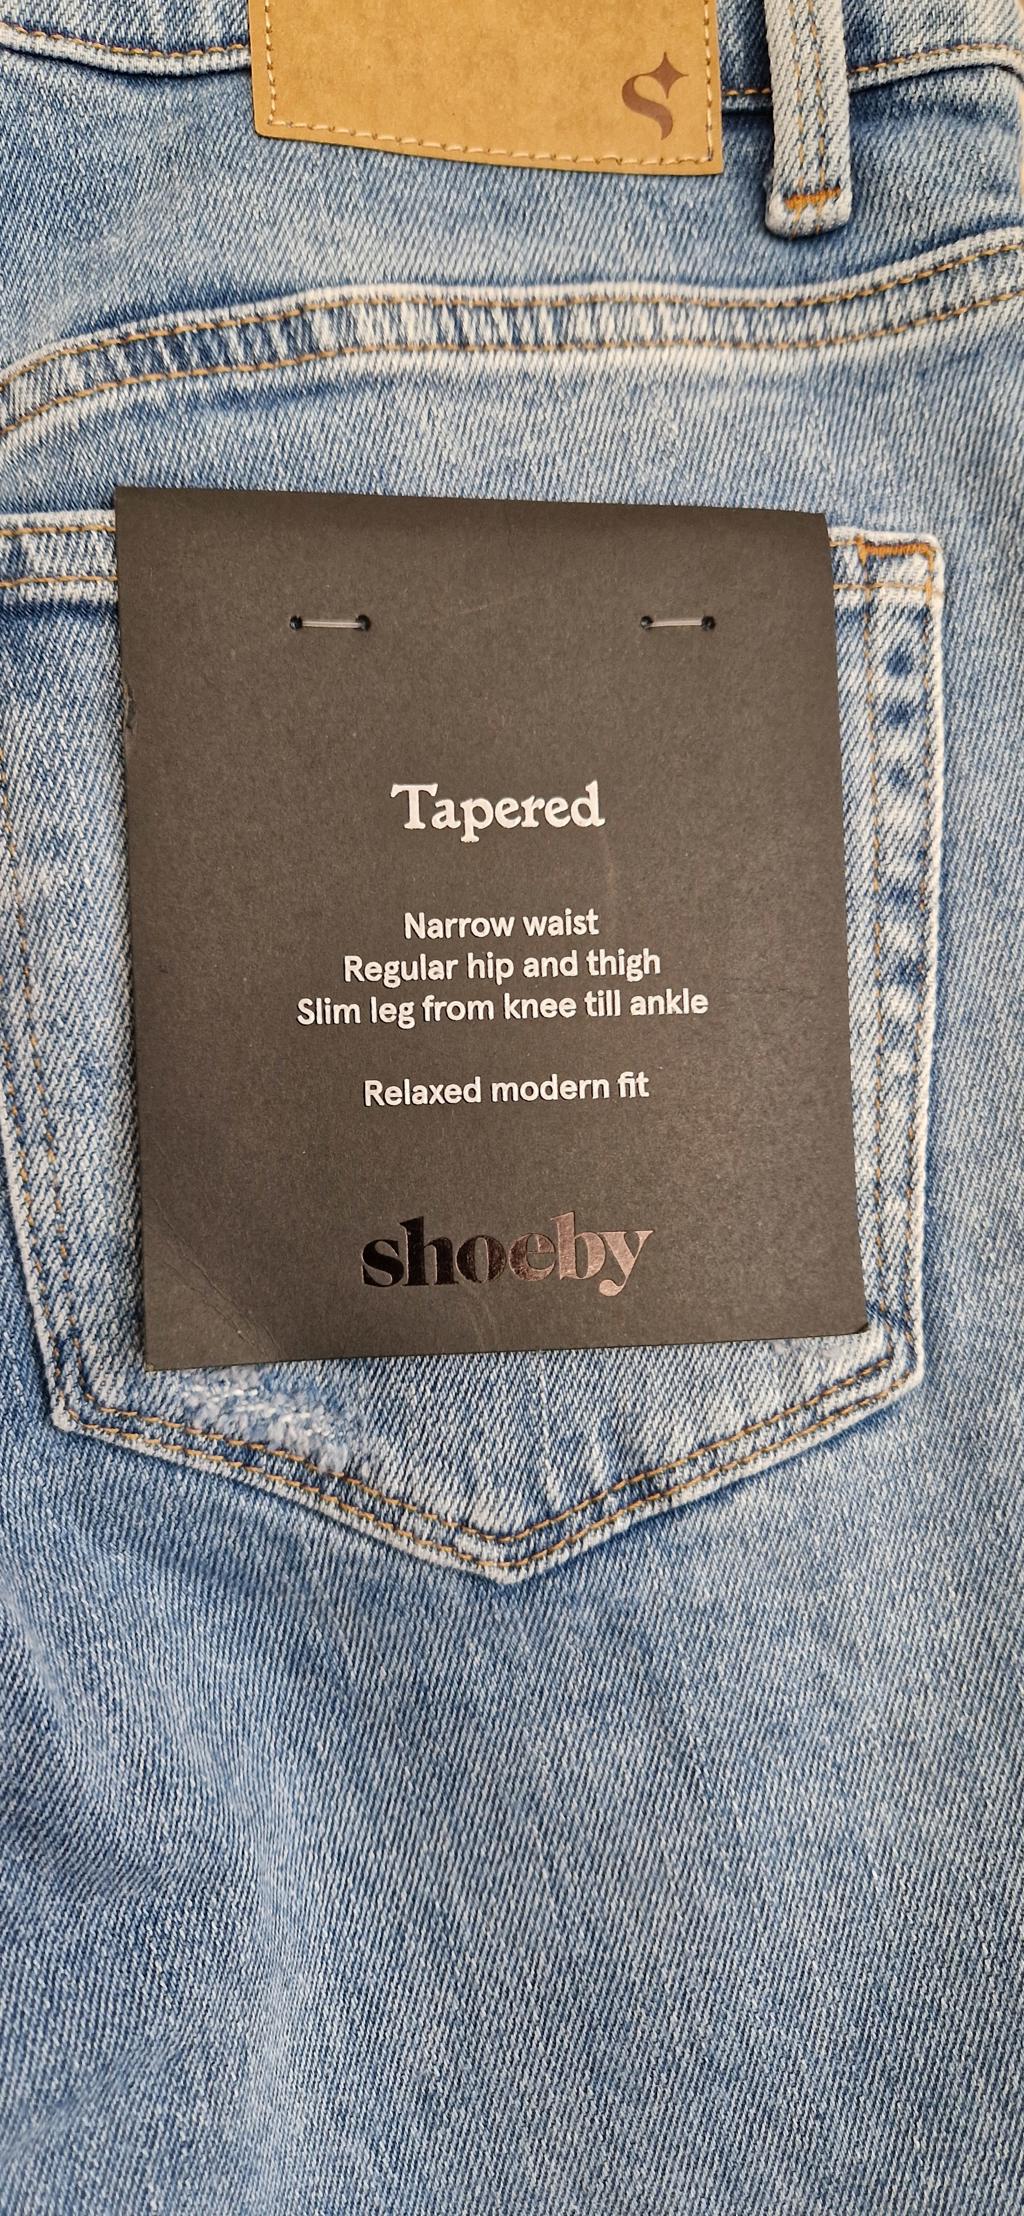 Tapered
Narrow waist
Regular hip and thigh
Slim leg from knee till ankle
Relaxed modern fit
shoeby